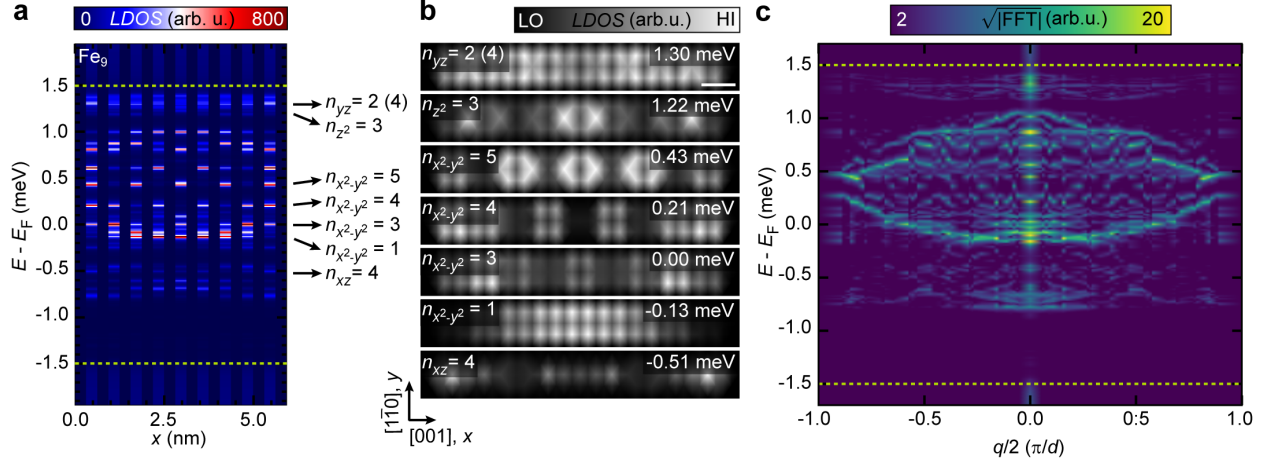 a
0 LDOS (arb. u.) 800
Fe9
1.5
1.0
0.5
0.0
-0.5
-1.0
-1.5
E - EF (meV)
0.0 2.5 5.0
x (nm)
nyz= 2 (4)
nz2 = 3
nx2-y2 = 5
nx2-y2 = 4
nx2-y2 = 3
nx2-y2 = 1
nxz= 4
b
LO LDOS (arb.u.) HI
nyz= 2 (4) 1.30 meV
nz2 = 3 1.22 meV
nx2-y2 = 5 0.43 meV
nx2-y2 = 4 0.21 meV
nx2-y2 = 3 0.00 meV
nx2-y2 = 1 -0.13 meV
nxz= 4 -0.51 meV
[11̄0], y
[001], x
c
2 √|FFT| (arb.u.) 20
1.5
1.0
0.5
0.0
-0.5
-1.0
-1.5
E - EF (meV)
-1.0 -0.5 0.0 0.5 1.0
q/2 (π/d)